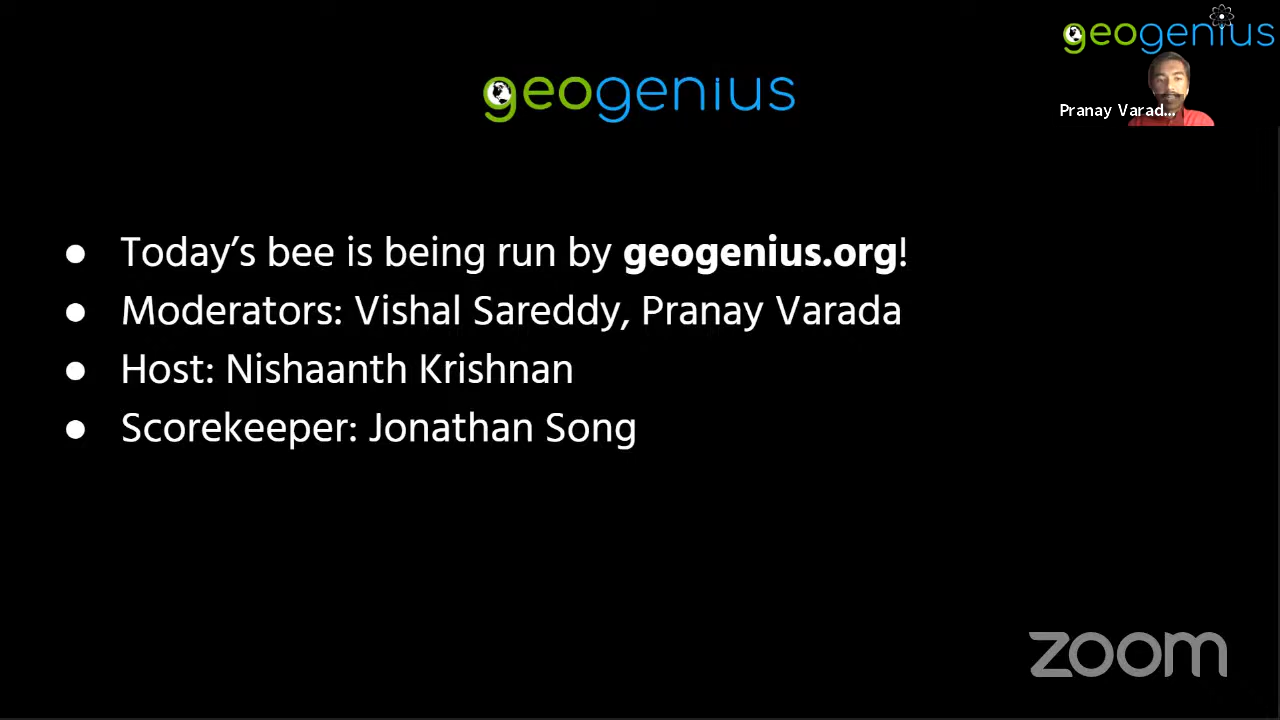 geogenius
geogenius
Pranay Varad...
● Today's bee is being run by geogenius.org!
● Moderators: Vishal Sareddy, Pranay Varada
● Host: Nishaanth Krishnan
● Scorekeeper: Jonathan Song
zoom